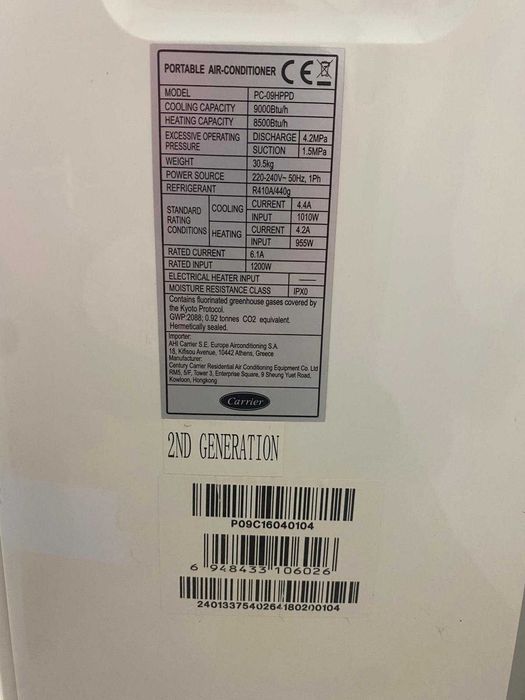 PORTABLE AIR-CONDITIONER CE
MODEL PC-09HPPD
COOLING CAPACITY 9000Btu/h
HEATING CAPACITY 8500Btu/h
EXCESSIVE OPERATING PRESSURE DISCHARGE 4.2MPa
SUCTION 1.5MPa
WEIGHT 30.5kg
POWER SOURCE 220-240V~ 50Hz, 1Ph
REFRIGERANT R410A/440g
STANDARD RATING CONDITIONS COOLING CURRENT 4.4A
INPUT 1010W
HEATING CURRENT 4.2A
INPUT 955W
RATED CURRENT 6.1A
RATED INPUT 1200W
ELECTRICAL HEATER INPUT ——
MOISTURE RESISTANCE CLASS IPX0
Contains fluorinated greenhouse gases covered by
the Kyoto Protocol.
GWP:2088; 0.92 tonnes CO2 equivalent.
Hermetically sealed.
Importer:
AHI Carrier S.E. Europe Airconditioning S.A.
18, Kifisou Avenue, 10442 Athens, Greece
Manufacturer:
Century Carrier Residential Air Conditioning Equipment Co. Ltd
RM5, 5/F, Tower 3, Enterprise Square, 9 Sheung Yuet Road,
Kowloon, Hongkong
Carrier
2ND GENERATION
P09C16040104
6 948433 106026
2401337540264180200104